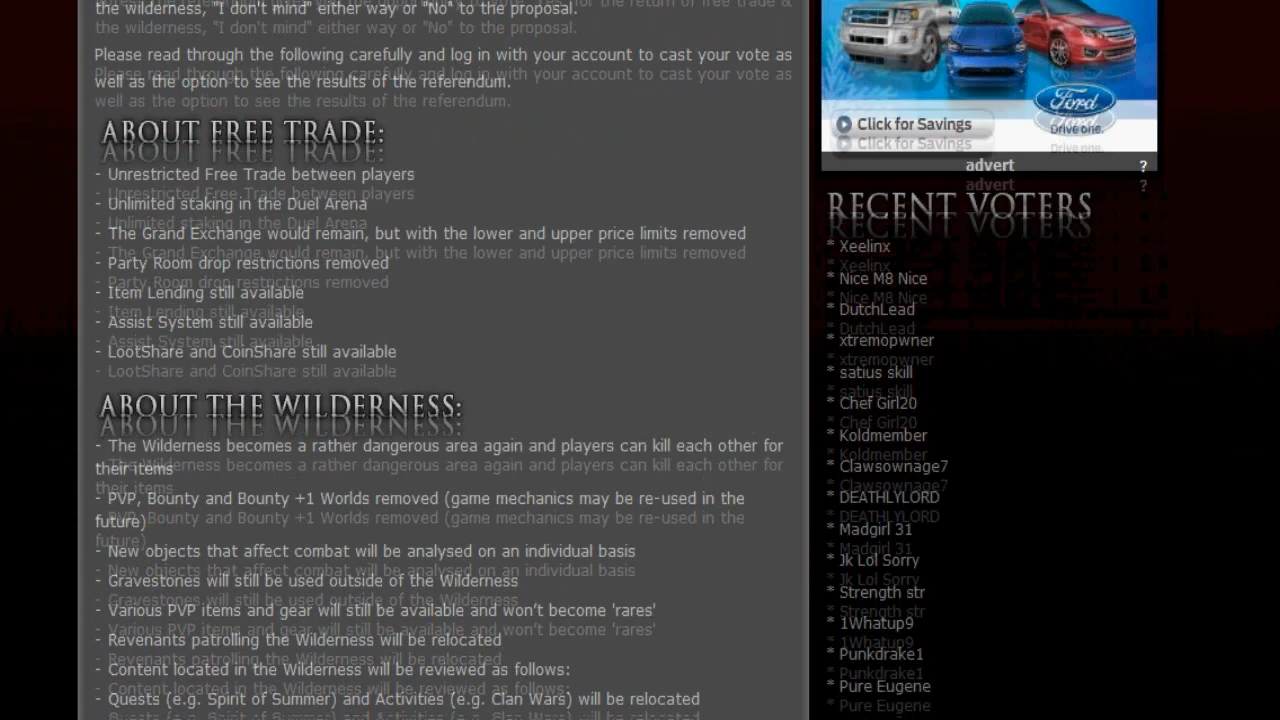 the wilderness, "I don't mind" either way or "No" to the proposal.
Please read through the following carefully and log in with your account to cast your vote as
well as the option to see the results of the referendum.
ABOUT FREE TRADE:
- Unrestricted Free Trade between players
- Unlimited staking in the Duel Arena
- The Grand Exchange would remain, but with the lower and upper price limits removed
- Party Room drop restrictions removed
- Item Lending still available
- Assist System still available
- LootShare and CoinShare still available
ABOUT THE WILDERNESS:
- The Wilderness becomes a rather dangerous area again and players can kill each other for
their items
- PVP, Bounty and Bounty +1 Worlds removed (game mechanics may be re-used in the
future)
- New objects that affect combat will be analysed on an individual basis
- Gravestones will still be used outside of the Wilderness
- Various PVP items and gear will still be available and won't become 'rares'
- Revenants patrolling the Wilderness will be relocated
- Content located in the Wilderness will be reviewed as follows:
- Quests (e.g. Spirit of Summer) and Activities (e.g. Clan Wars) will be relocated
Ford
Drive one.
Click for Savings
advert ?
RECENT VOTERS
* Xeelinx
* Nice M8 Nice
* DutchLead
* xtremopwner
* satius skill
* Chef Girl20
* Koldmember
* Clawsownage7
* DEATHLYLORD
* Madgirl 31
* Jk Lol Sorry
* Strength str
* 1Whatup9
* Punkdrake1
* Pure Eugene